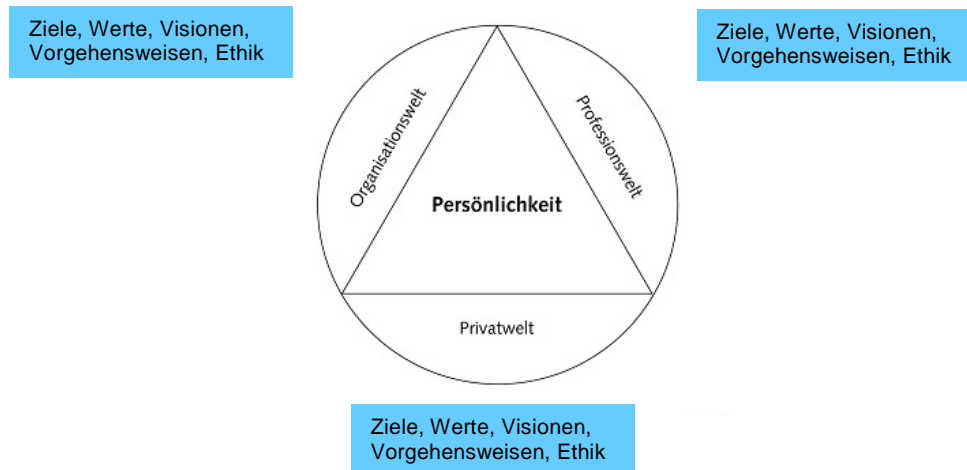 Ziele, Werte, Visionen,
Vorgehensweisen, Ethik
Ziele, Werte, Visionen,
Vorgehensweisen, Ethik
Organisationswelt
Professionswelt
Persönlichkeit
Privatwelt
Ziele, Werte, Visionen,
Vorgehensweisen, Ethik